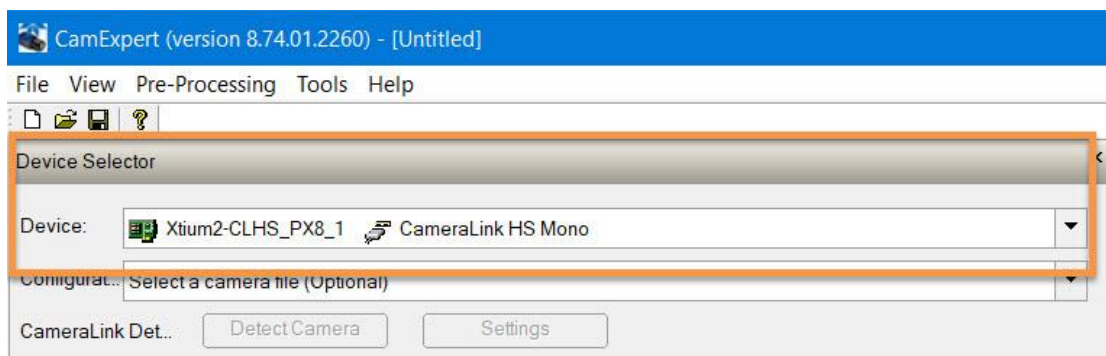 CamExpert (version 8.74.01.2260) - [Untitled]
File View Pre-Processing Tools Help
Device Selector
Device: Xtium2-CLHS_PX8_1 CameraLink HS Mono
Configurat... Select a camera file (Optional)
CameraLink Det... Detect Camera Settings